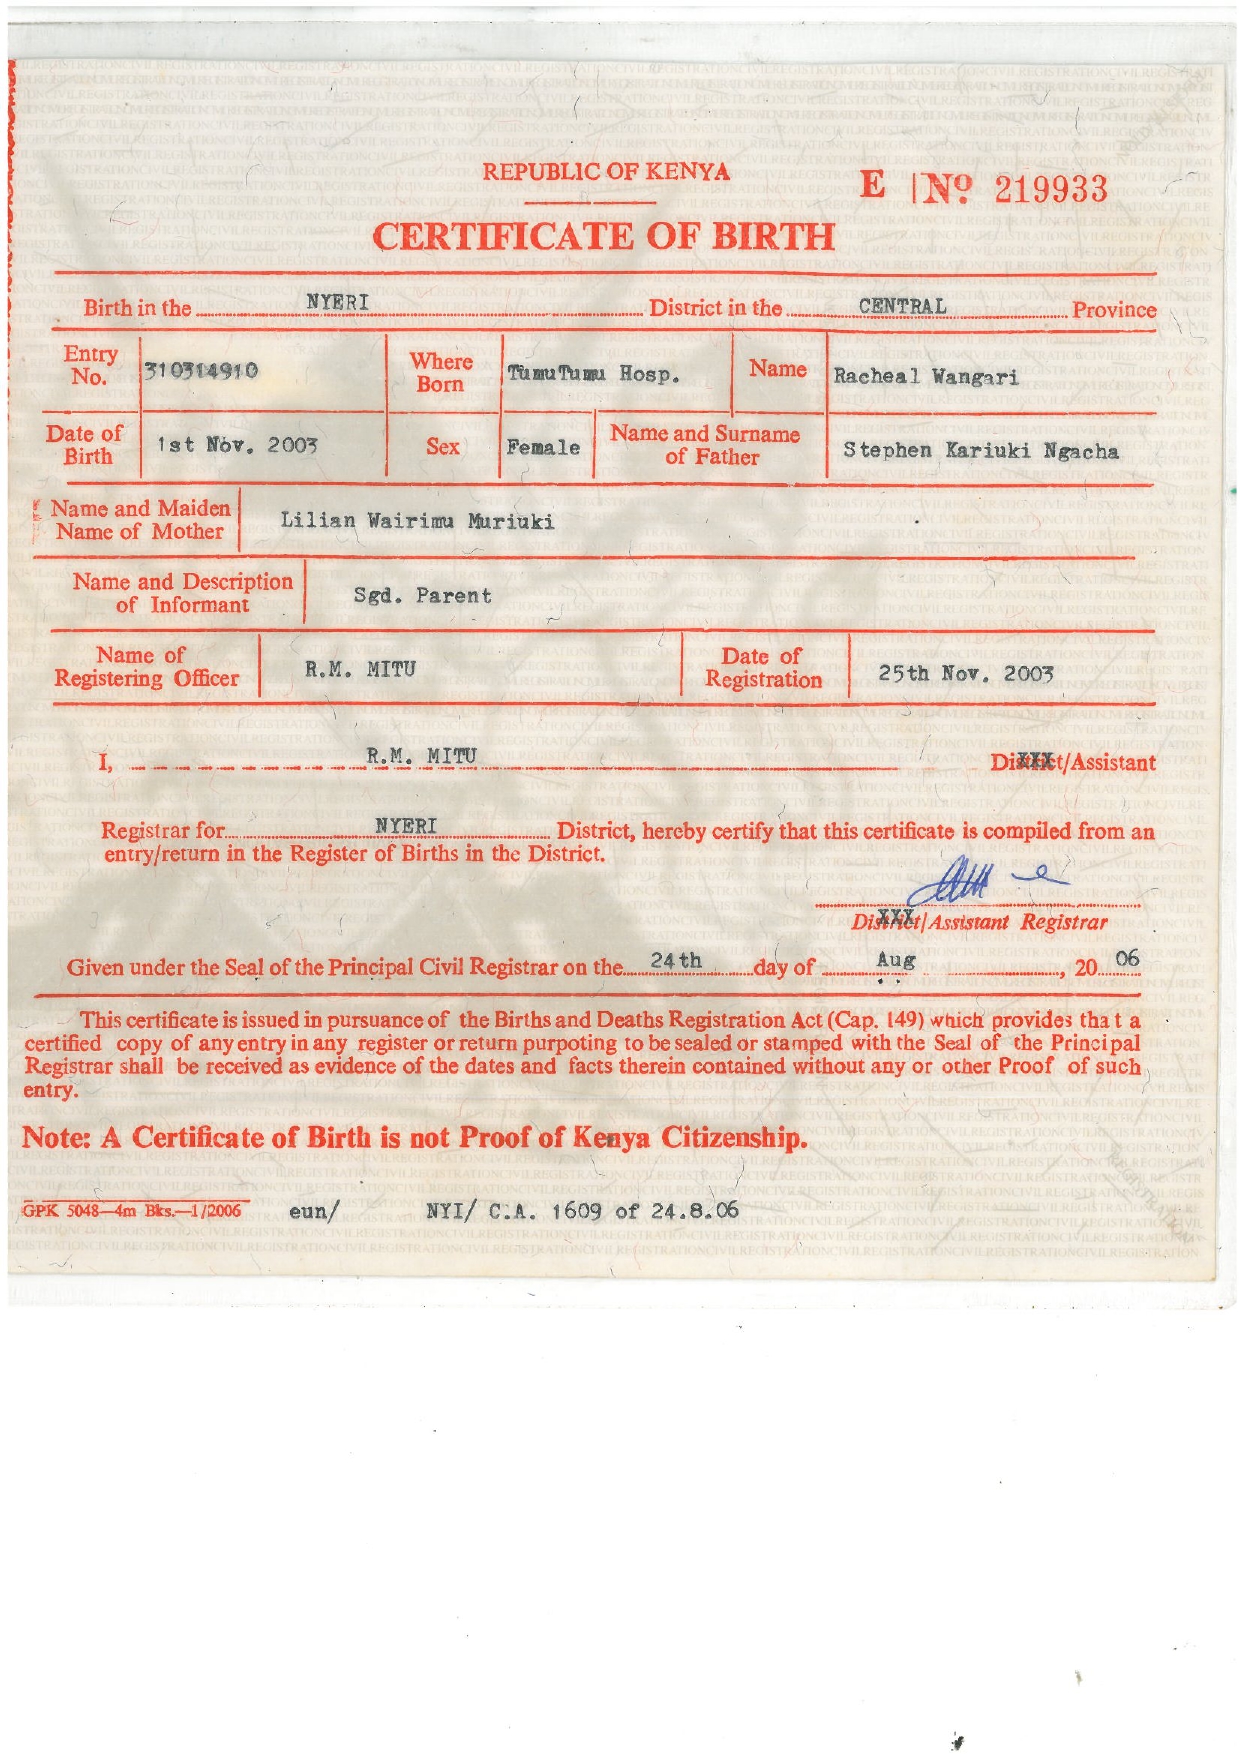 REPUBLIC OF KENYA
E No 219933
CERTIFICATE OF BIRTH
Birth in the NYERI District in the CENTRAL Province
Entry No. 310314910 Where Born TumuTumu Hosp. Name Racheal Wangari
Date of Birth 1st Nov. 2003 Sex Female Name and Surname of Father Stephen Kariuki Ngacha
Name and Maiden Name of Mother Lilian Wairimu Muriuki
Name and Description of Informant Sgd. Parent
Name of Registering Officer R.M. MITU Date of Registration 25th Nov. 2003
I, R.M. MITU District/Assistant
Registrar for NYERI District, hereby certify that this certificate is compiled from an
entry/return in the Register of Births in the District.
District/Assistant Registrar
Given under the Seal of the Principal Civil Registrar on the 24th day of Aug , 20 06
This certificate is issued in pursuance of the Births and Deaths Registration Act (Cap. 149) which provides that a
certified copy of any entry in any register or return purpoting to be sealed or stamped with the Seal of the Principal
Registrar shall be received as evidence of the dates and facts therein contained without any or other Proof of such
entry.
Note: A Certificate of Birth is not Proof of Kenya Citizenship.
GPK 5048—4m Bks.—1/2006 eun/ NYI/ C.A. 1609 of 24.8.06